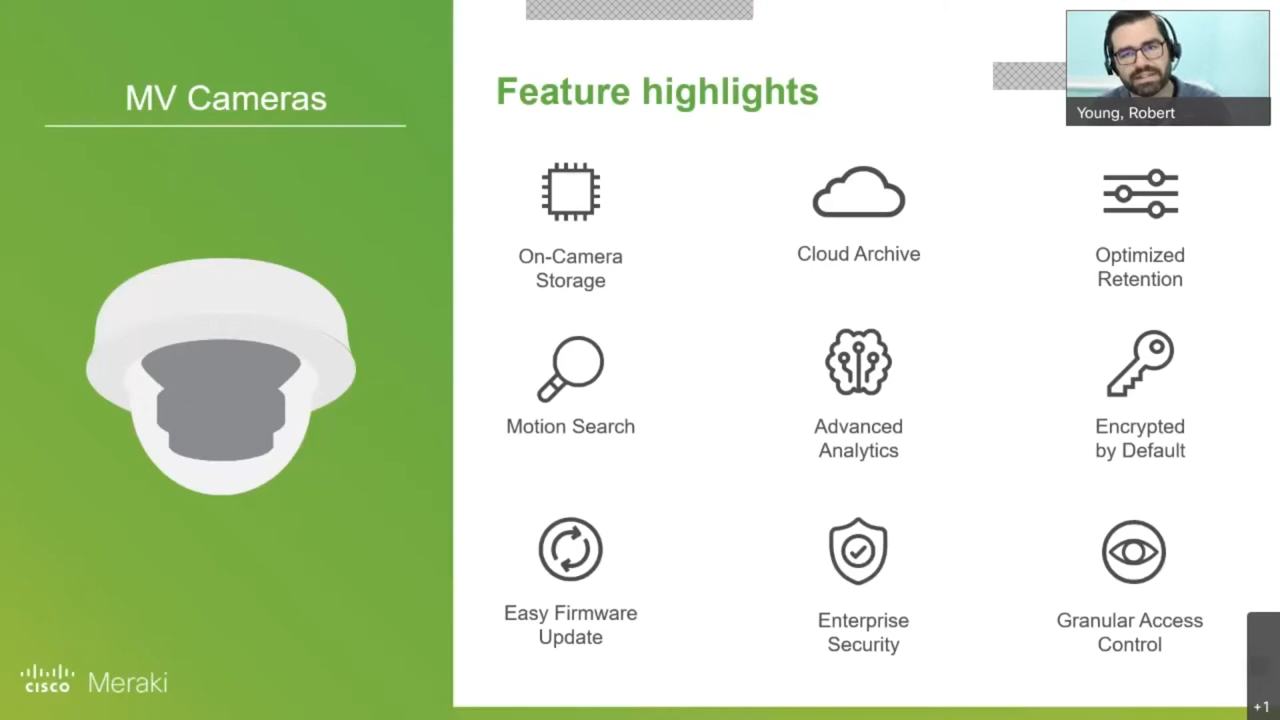 MV Cameras
Feature highlights
Young, Robert
On-Camera
Storage
Cloud Archive
Optimized
Retention
Motion Search
Advanced
Analytics
Encrypted
by Default
Easy Firmware
Update
Enterprise
Security
Granular Access
Control
CISCO Meraki
+1